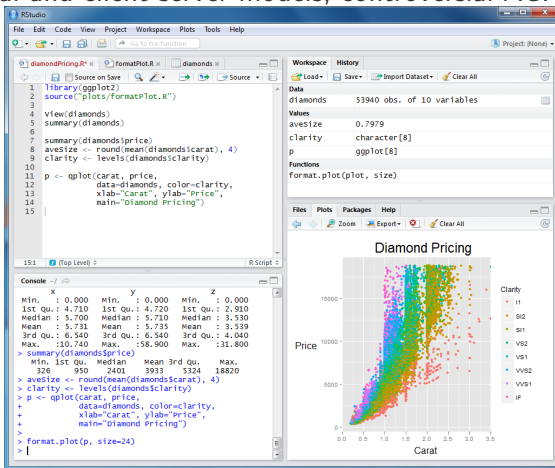 RStudio
File Edit Code View Project Workspace Plots Tools Help
Go to file/function
Project: (None)
diamondPricing.R* formatPlot.R diamonds
Source on Save
Source
1 library(ggplot2)
2 source("plots/formatPlot.R")
3
4 view(diamonds)
5 summary(diamonds)
6
7 summary(diamonds$price)
8 aveSize <- round(mean(diamonds$carat), 4)
9 clarity <- levels(diamonds$clarity)
10
11 p <- qplot(carat, price,
12 data=diamonds, color=clarity,
13 xlab="Carat", ylab="Price",
14 main="Diamond Pricing")
15
15:1 (Top Level) R Script
Console ~/
x y z
Min. : 0.000 Min. : 0.000 Min. : 0.000
1st Qu.: 4.710 1st Qu.: 4.720 1st Qu.: 2.910
Median : 5.700 Median : 5.710 Median : 3.530
Mean : 5.731 Mean : 5.735 Mean : 3.539
3rd Qu.: 6.540 3rd Qu.: 6.540 3rd Qu.: 4.040
Max. :10.740 Max. :58.900 Max. :31.800
> summary(diamonds$price)
Min. 1st Qu. Median Mean 3rd Qu. Max.
326 950 2401 3933 5324 18820
> aveSize <- round(mean(diamonds$carat), 4)
> clarity <- levels(diamonds$clarity)
> p <- qplot(carat, price,
+ data=diamonds, color=clarity,
+ xlab="Carat", ylab="Price",
+ main="Diamond Pricing")
>
> format.plot(p, size=24)
>
Workspace History
Load Save Import Dataset Clear All
Data
diamonds 53940 obs. of 10 variables
Values
aveSize 0.7979
clarity character[8]
p ggplot[8]
Functions
format.plot(plot, size)
Files Plots Packages Help
Zoom Export Clear All
Diamond Pricing
Price
15000
10000
5000
0
0.0 0.5 1.0 1.5 2.0 2.5 3.0 3.5
Carat
Clarity
I1
SI2
SI1
VS2
VS1
VVS2
VVS1
IF